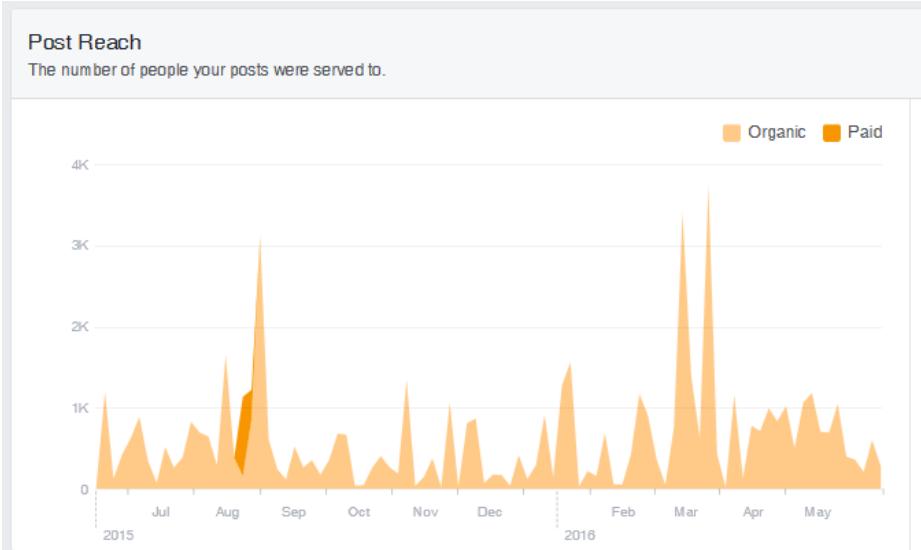 Post Reach
The number of people your posts were served to.
Organic Paid
4K
3K
2K
1K
0
Jul Aug Sep Oct Nov Dec Feb Mar Apr May
2015 2016